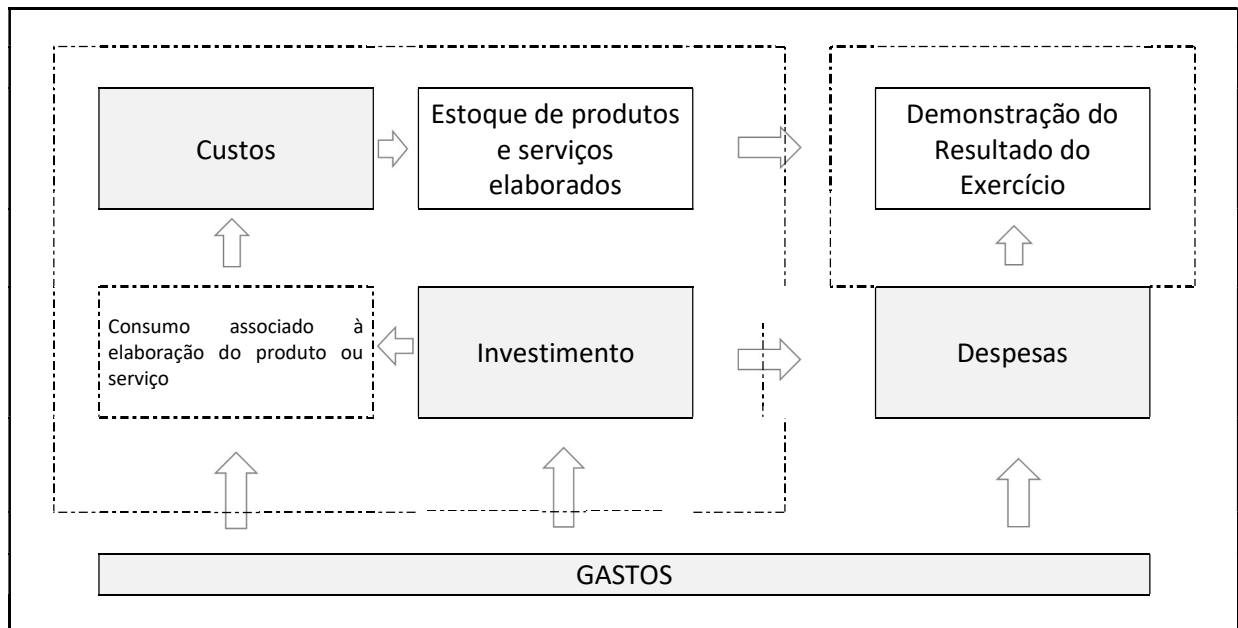 Custos
Estoque de produtos
e serviços
elaborados
Demonstração do
Resultado do
Exercício
Consumo associado à
elaboração do produto ou
serviço
Investimento
Despesas
GASTOS